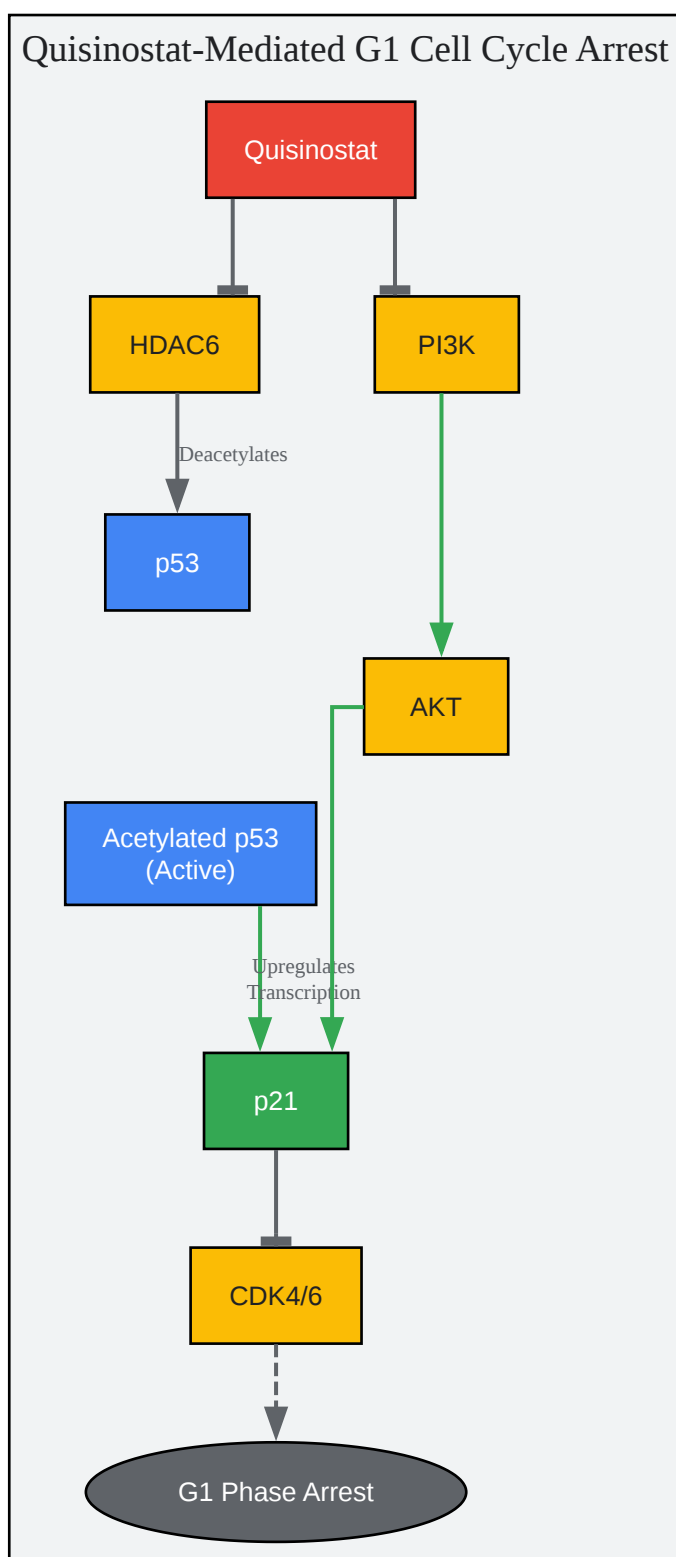 Quisinostat-Mediated G1 Cell Cycle Arrest
Quisinostat
HDAC6
PI3K
Deacetylates
p53
AKT
Acetylated p53
(Active)
Upregulates
Transcription
p21
CDK4/6
G1 Phase Arrest